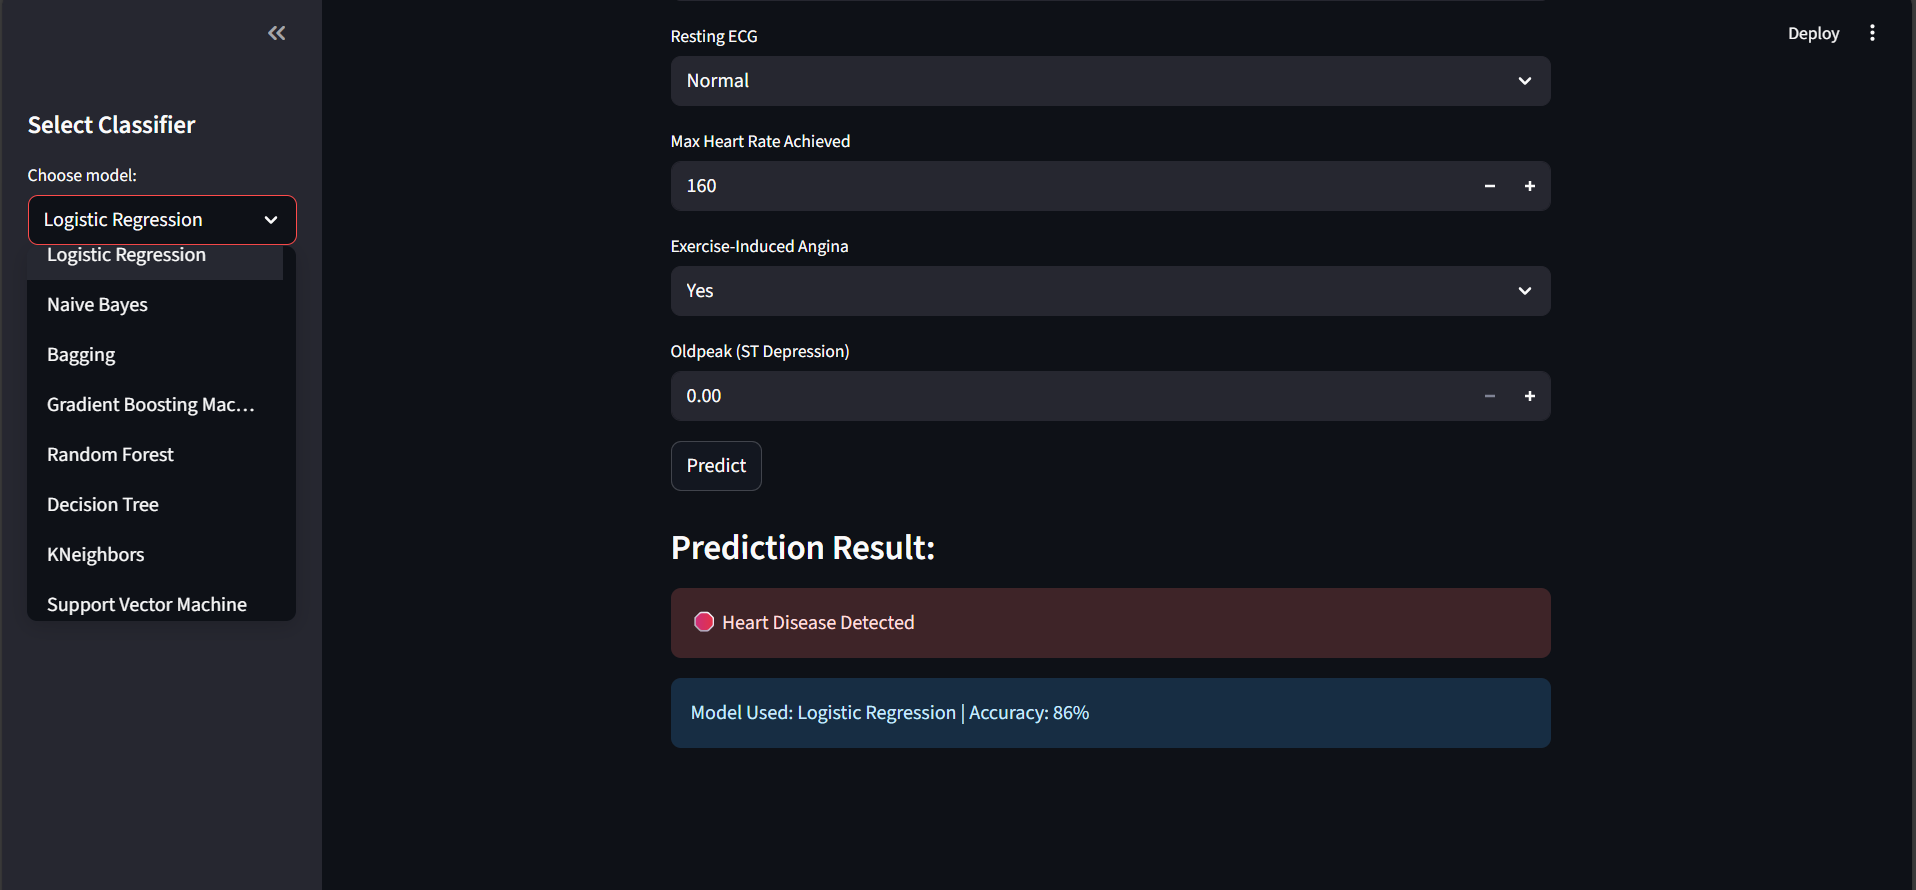 Deploy
Select Classifier
Choose model:
Logistic Regression
Logistic Regression
Naive Bayes
Bagging
Gradient Boosting Mac...
Random Forest
Decision Tree
KNeighbors
Support Vector Machine
Resting ECG
Normal
Max Heart Rate Achieved
160
Exercise-Induced Angina
Yes
Oldpeak (ST Depression)
0.00
Predict
Prediction Result:
Heart Disease Detected
Model Used: Logistic Regression | Accuracy: 86%